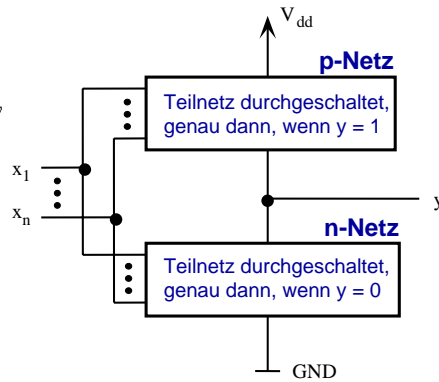 V_dd
p-Netz
Teilnetz durchgeschaltet,
genau dann, wenn y = 1
x_1
x_n
y
n-Netz
Teilnetz durchgeschaltet,
genau dann, wenn y = 0
GND